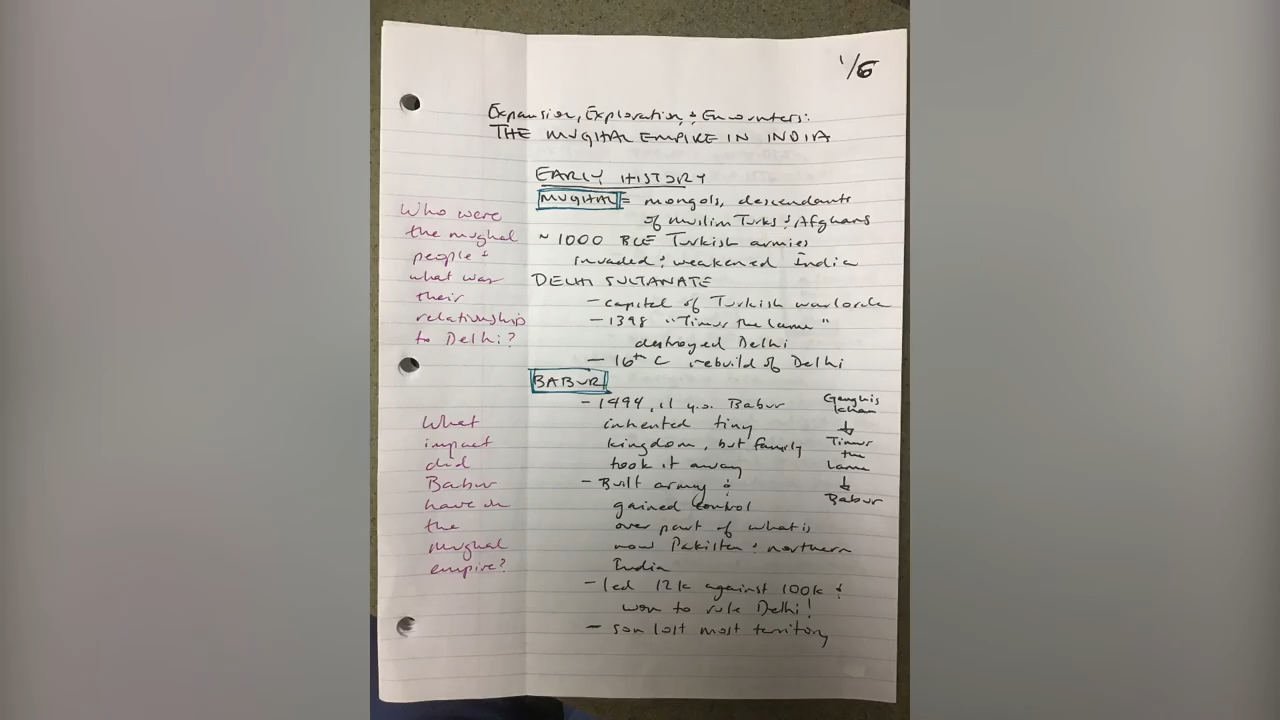 1/6
Expansion, Exploration, & Encounters:
THE MUGHAL EMPIRE IN INDIA
EARLY HISTORY
MUGHAL = mongols, descendants
of muslim Turks & Afghans
~ 1000 BCE Turkish armies
invaded & weakened India
DELHI SULTANATE
- capital of Turkish warlords
- 1398 "Timur the Lame"
destroyed Delhi
- 16th C rebuild of Delhi
Who were
the mughal
people &
what was
their
relationship
to Delhi?
BABUR
- 1494, 11 y.o. Babur
inherited tiny
kingdom, but family
took it away
- Built army &
gained control
over part of what is
now Pakistan & northern
India
- led 12k against 100k &
won to rule Delhi!
- son lost most territory
Genghis
Khan
↓
Timur
the
Lame
↓
Babur
What
impact
did
Babur
have in
the
mughal
empire?